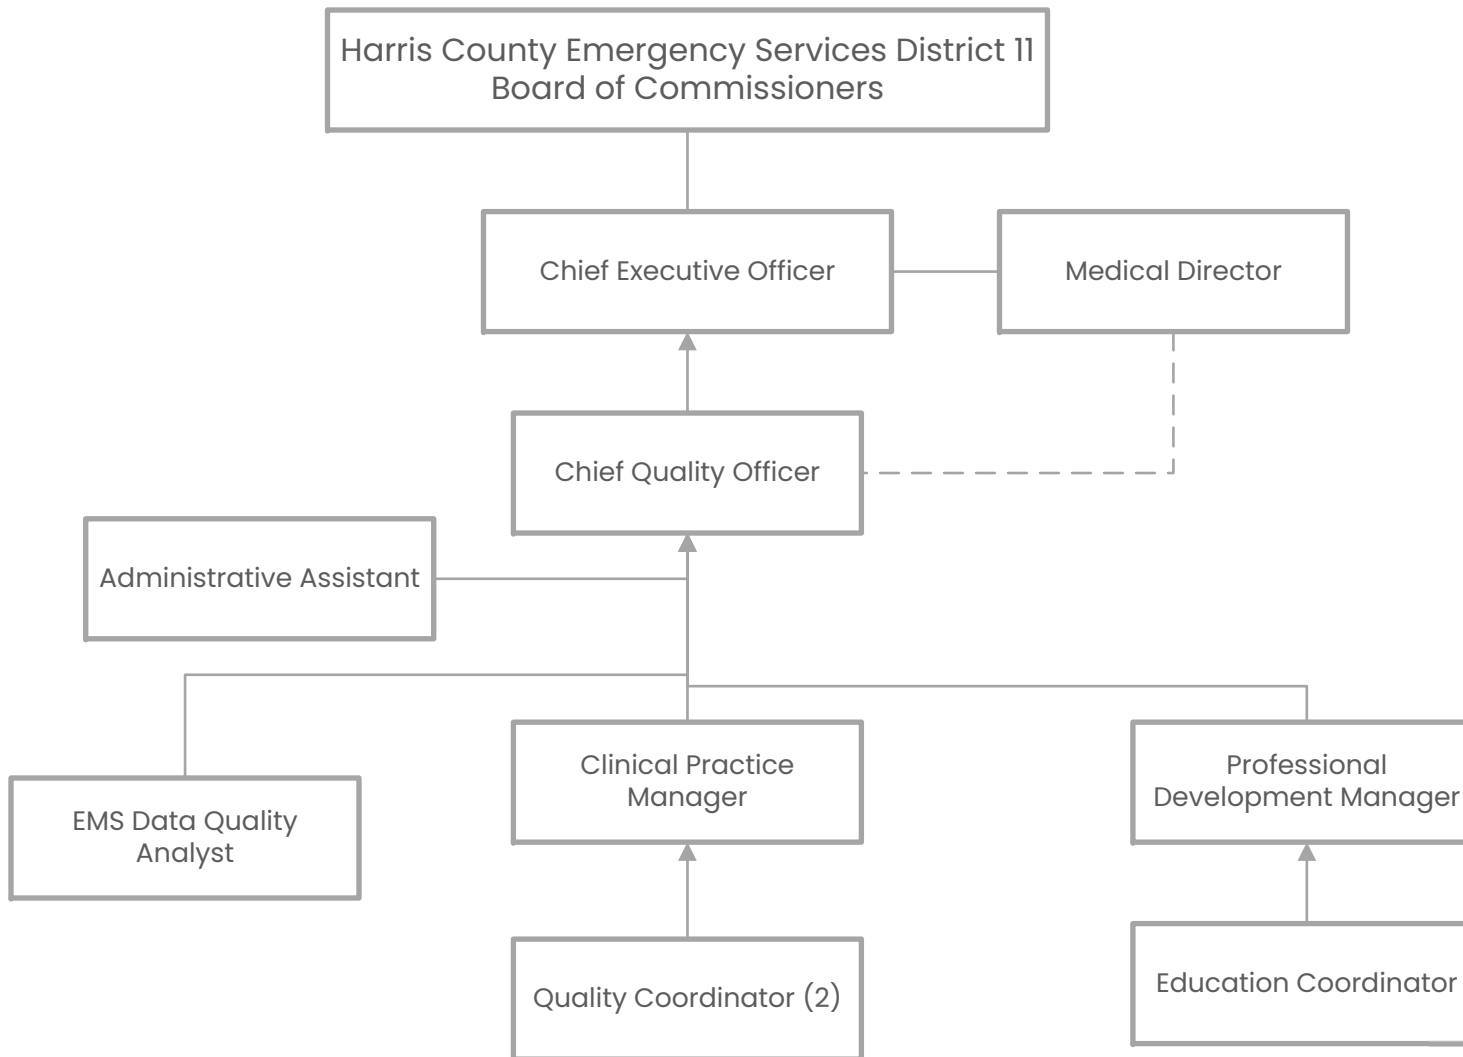 Harris County Emergency Services District 11
Board of Commissioners
Chief Executive Officer
Medical Director
Chief Quality Officer
Administrative Assistant
Clinical Practice
Manager
Professional
Development Manager
EMS Data Quality
Analyst
Quality Coordinator (2)
Education Coordinator